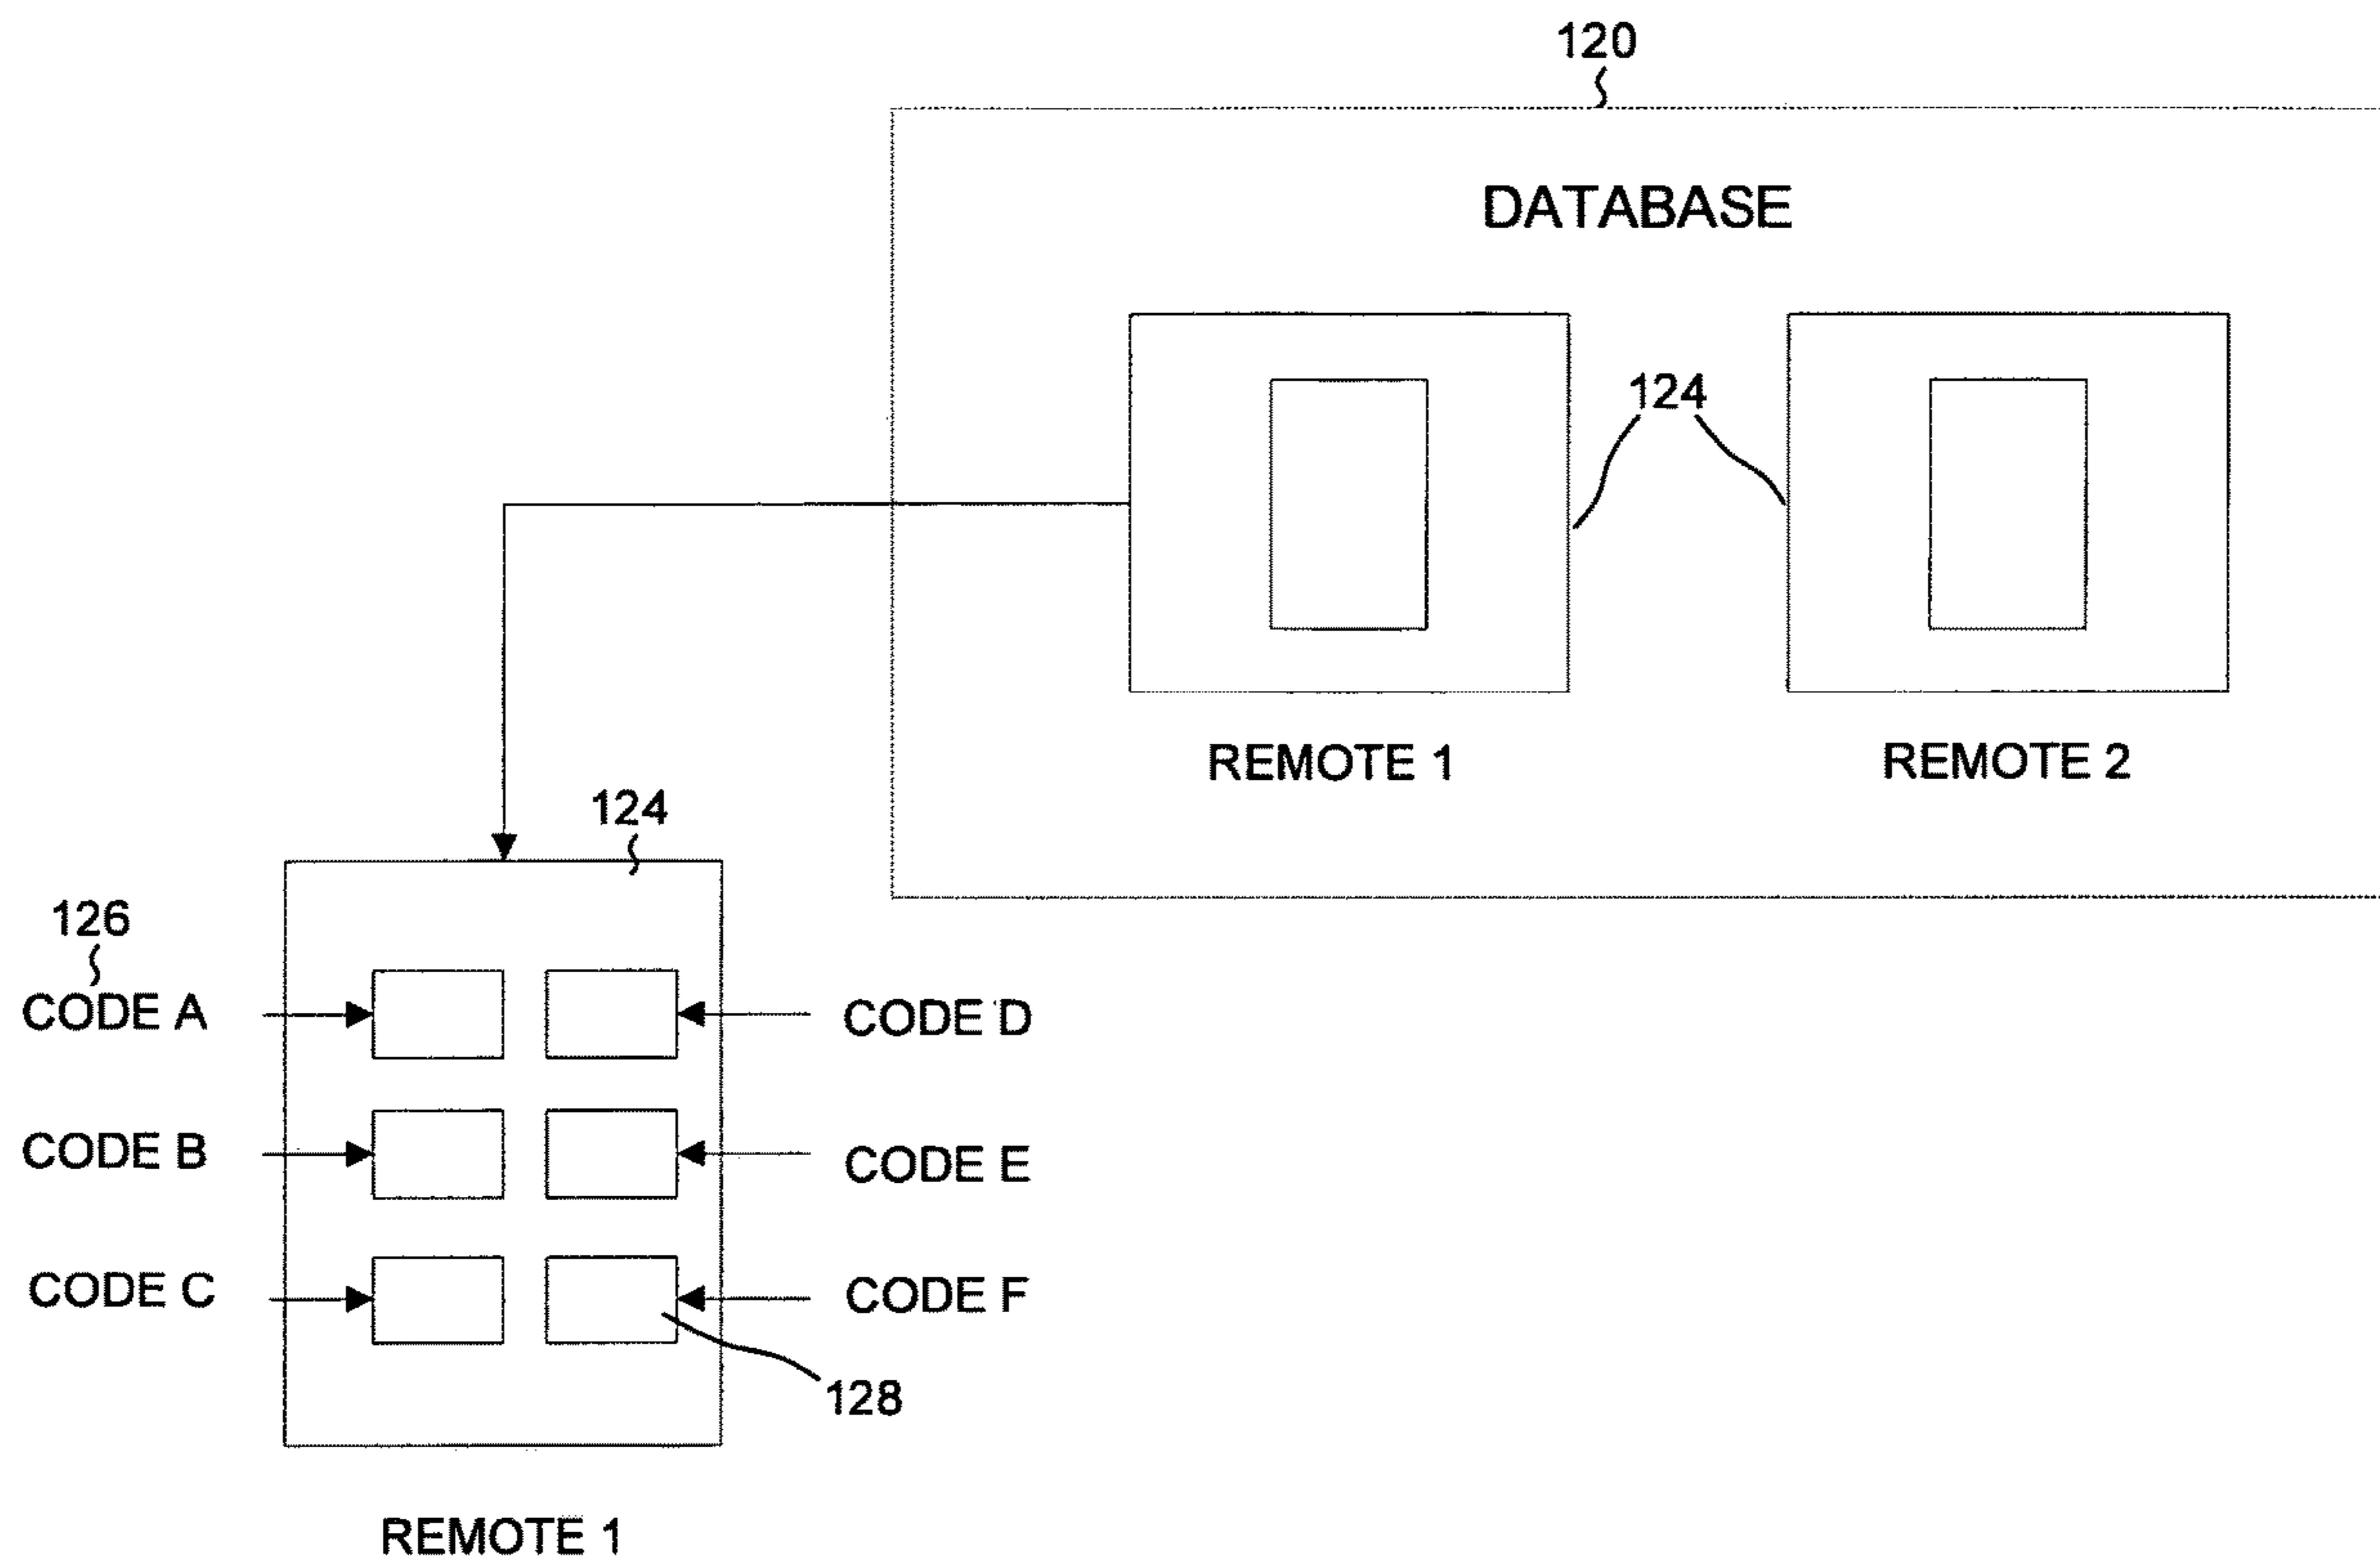 120
DATABASE
124
REMOTE 1
REMOTE 2
124
126
CODE A
CODE D
CODE B
CODE E
CODE C
CODE F
128
REMOTE 1